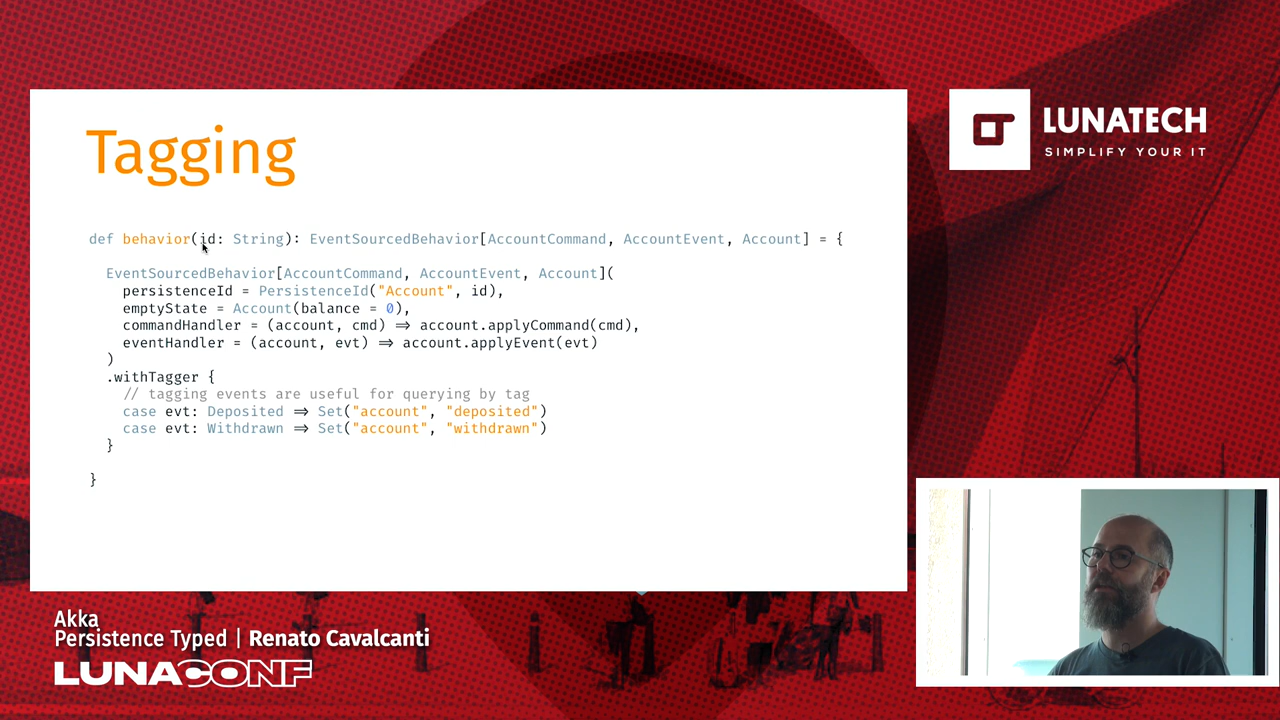 Tagging
def behavior(id: String): EventSourcedBehavior[AccountCommand, AccountEvent, Account] = {
EventSourcedBehavior[AccountCommand, AccountEvent, Account](
persistenceId = PersistenceId("Account", id),
emptyState = Account(balance = 0),
commandHandler = (account, cmd) ⇒ account.applyCommand(cmd),
eventHandler = (account, evt) ⇒ account.applyEvent(evt)
)
.withTagger {
// tagging events are useful for querying by tag
case evt: Deposited ⇒ Set("account", "deposited")
case evt: Withdrawn ⇒ Set("account", "withdrawn")
}
}
LUNATECH
SIMPLIFY YOUR IT
Akka
Persistence Typed | Renato Cavalcanti
LUNACONF